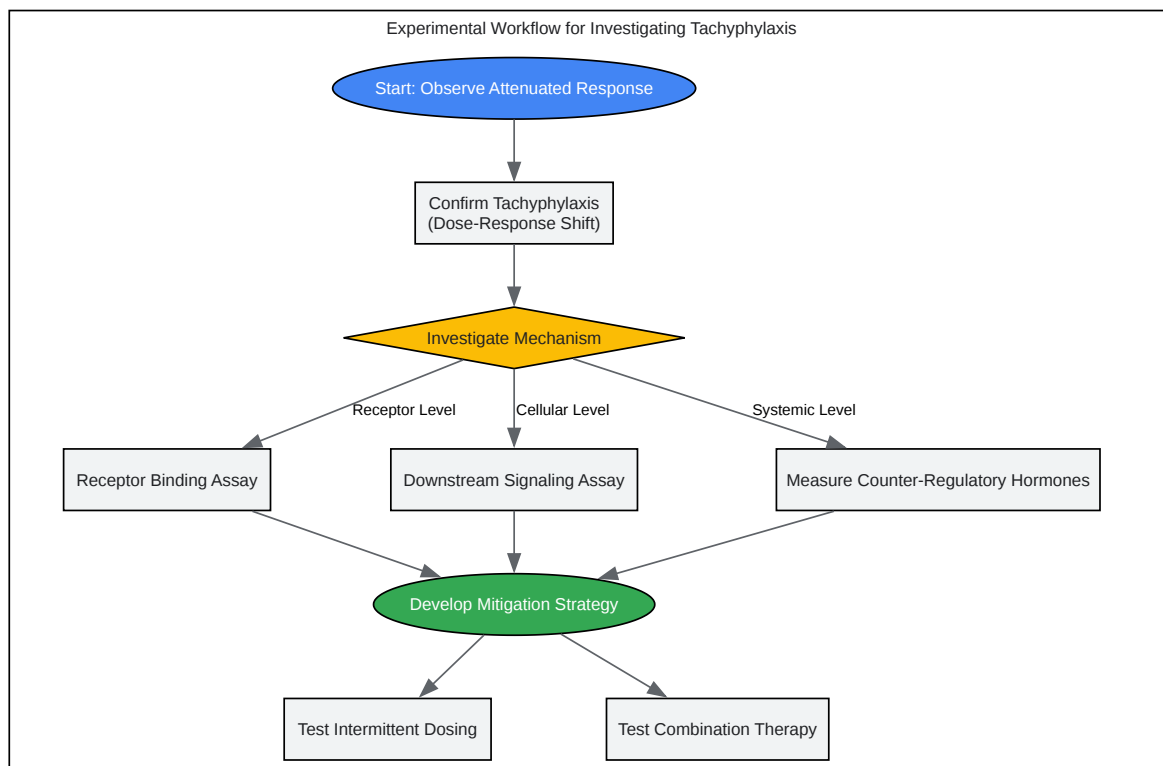 Experimental Workflow for Investigating Tachyphylaxis
Start: Observe Attenuated Response
Confirm Tachyphylaxis
(Dose-Response Shift)
Investigate Mechanism
Receptor Level
Cellular Level
Systemic Level
Receptor Binding Assay
Downstream Signaling Assay
Measure Counter-Regulatory Hormones
Develop Mitigation Strategy
Test Intermittent Dosing
Test Combination Therapy